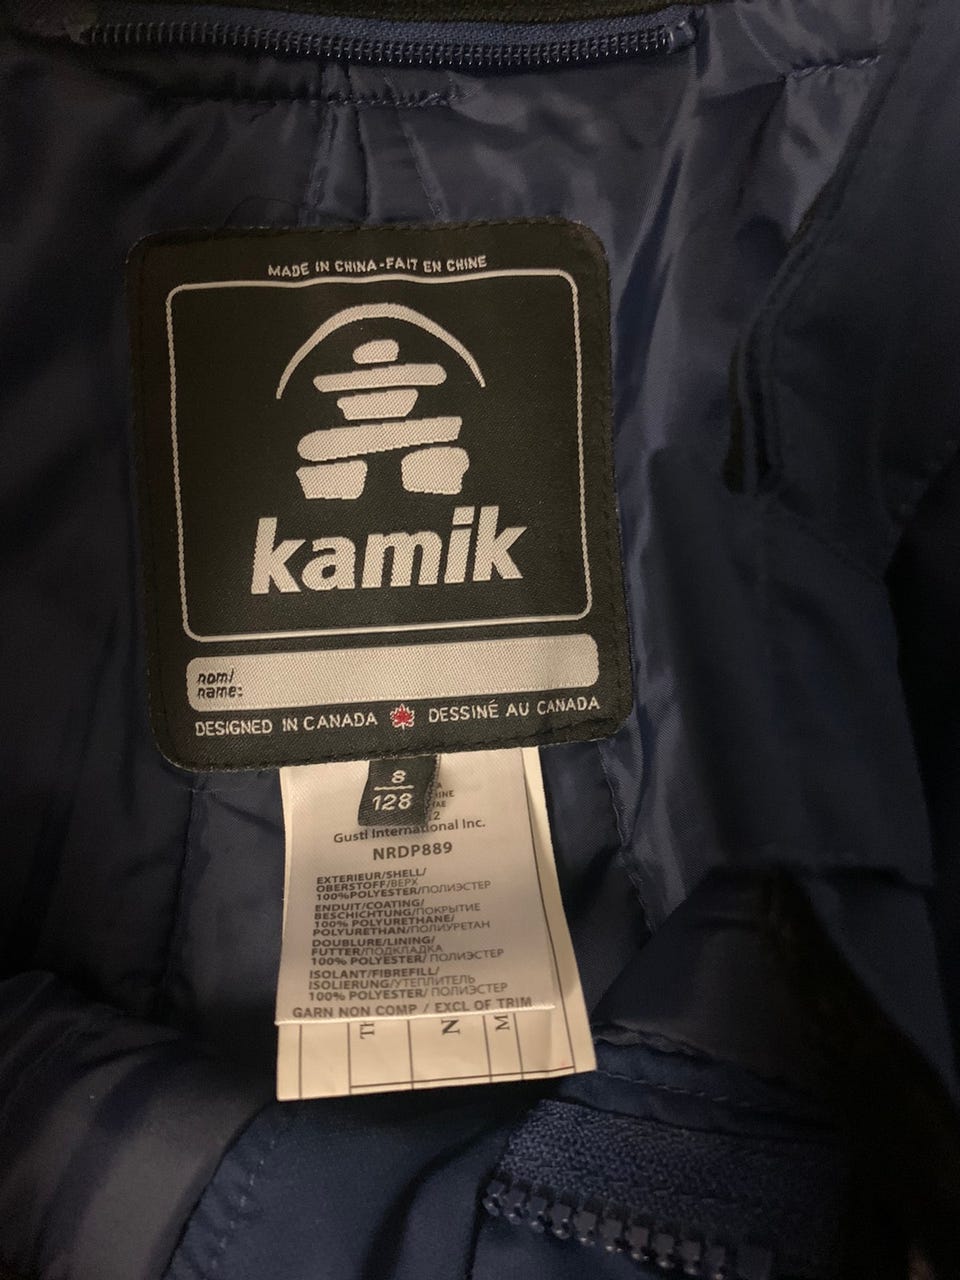 MADE IN CHINA-FAIT EN CHINE
kamik
nom/
name:
DESIGNED IN CANADA DESSINÉ AU CANADA
8
128
Gusti International Inc.
NRDP889
EXTERIEUR/SHELL/
OBERSTOFF/ВЕРХ
100%POLYESTER/ПОЛИЭСТЕР
ENDUIT/COATING/
BESCHICHTUNG/ПОКРЫТИЕ
100% POLYURETHANE/
POLYURETHAN/ПОЛИУРЕТАН
DOUBLURE/LINING/
FUTTER/ПОДКЛАДКА
100% POLYESTER/ ПОЛИЭСТЕР
ISOLANT/FIBREFILL/
ISOLIERUNG/УТЕПЛИТЕЛЬ
100% POLYESTER/ ПОЛИЭСТЕР
GARN NON COMP / EXCL OF TRIM